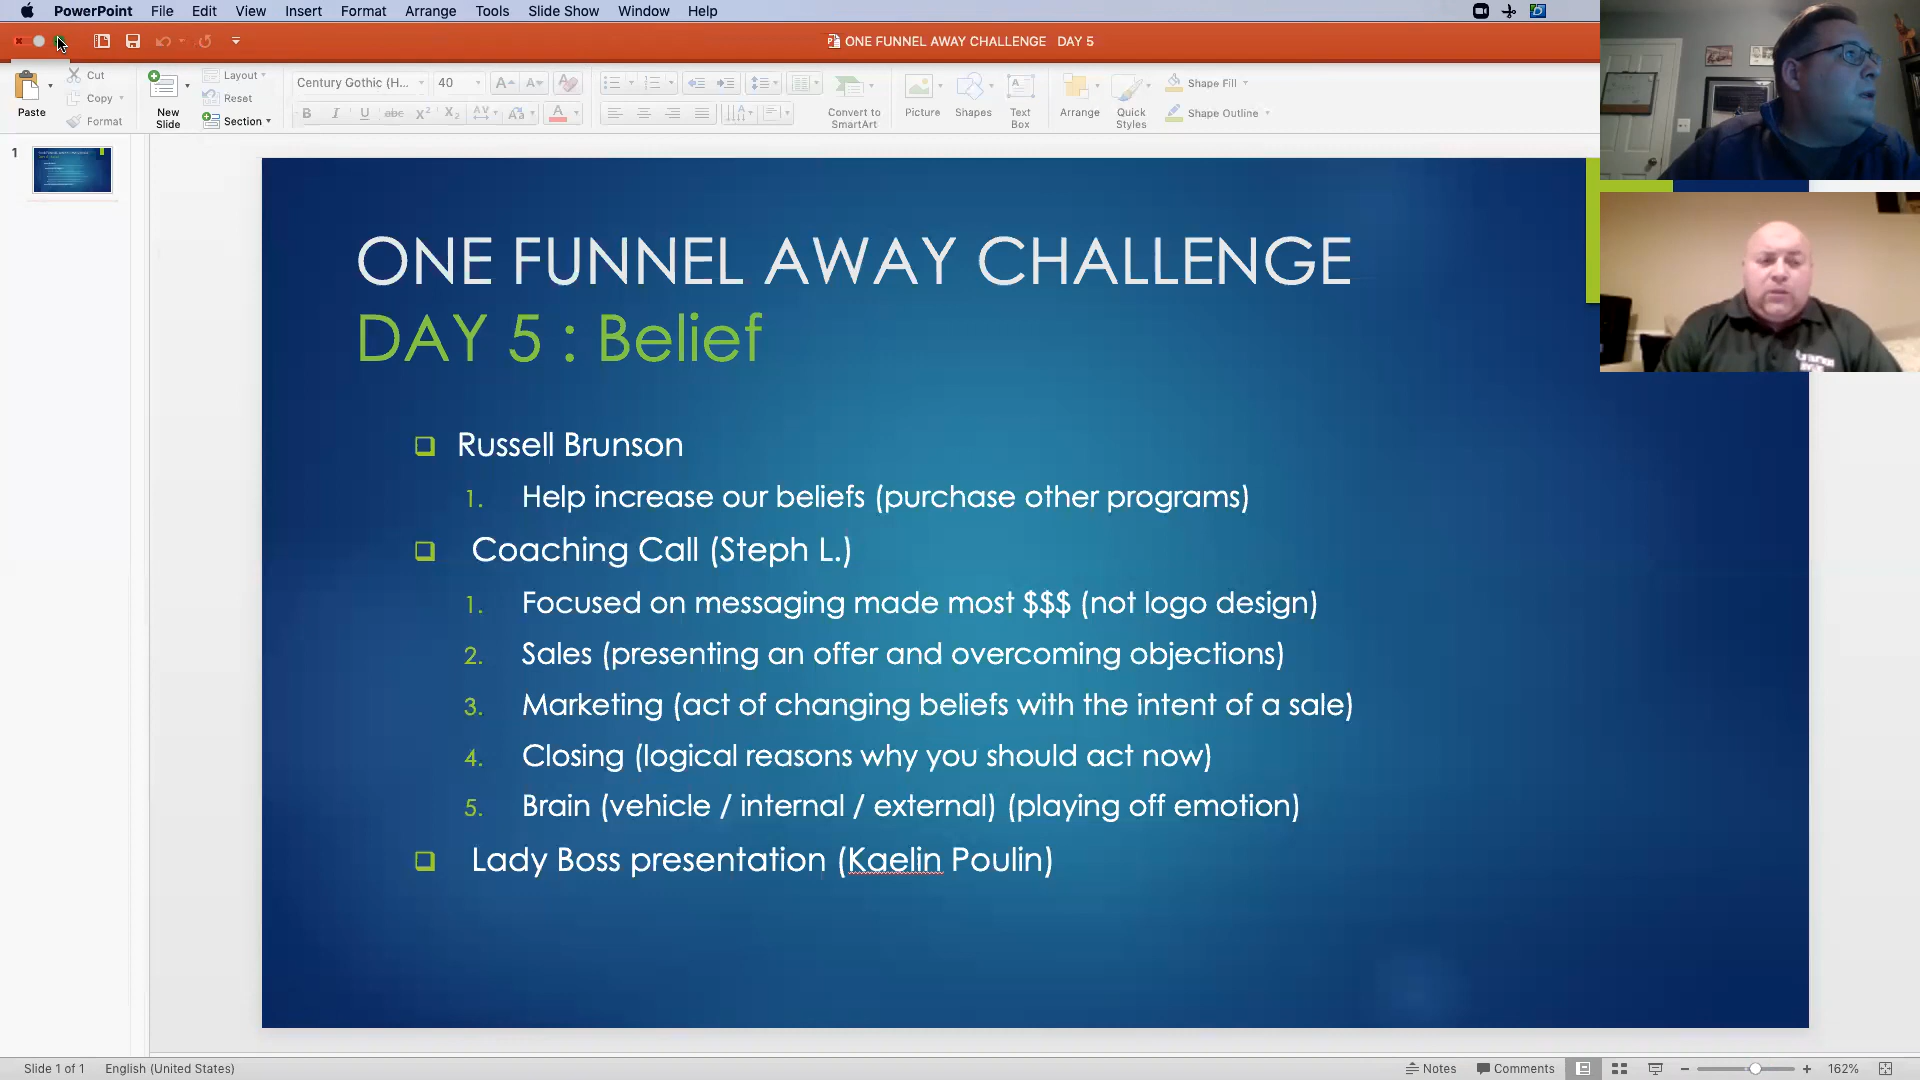 PowerPoint File Edit View Insert Format Arrange Tools Slide Show Window Help
ONE FUNNEL AWAY CHALLENGE DAY 5
Paste
Cut
Copy
Format
New
Slide
Layout
Reset
Section
Century Gothic (H...
40
Convert to
SmartArt
Picture
Shapes
Text
Box
Arrange
Quick
Styles
Shape Fill
Shape Outline
1
ONE FUNNEL AWAY CHALLENGE
DAY 5 : Belief
Russell Brunson
1. Help increase our beliefs (purchase other programs)
Coaching Call (Steph L.)
1. Focused on messaging made most $$$ (not logo design)
2. Sales (presenting an offer and overcoming objections)
3. Marketing (act of changing beliefs with the intent of a sale)
4. Closing (logical reasons why you should act now)
5. Brain (vehicle / internal / external) (playing off emotion)
Lady Boss presentation (Kaelin Poulin)
Slide 1 of 1 English (United States) Notes Comments 162%